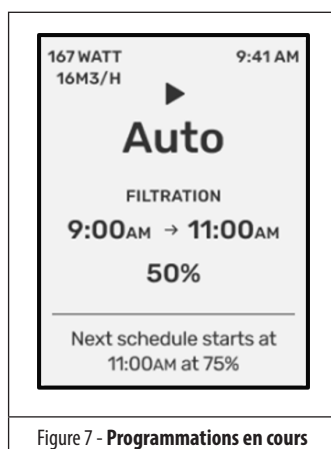 167 WATT 9:41 AM
16M3/H
Auto
FILTRATION
9:00AM → 11:00AM
50%
Next schedule starts at
11:00AM at 75%
Figure 7 - Programmations en cours